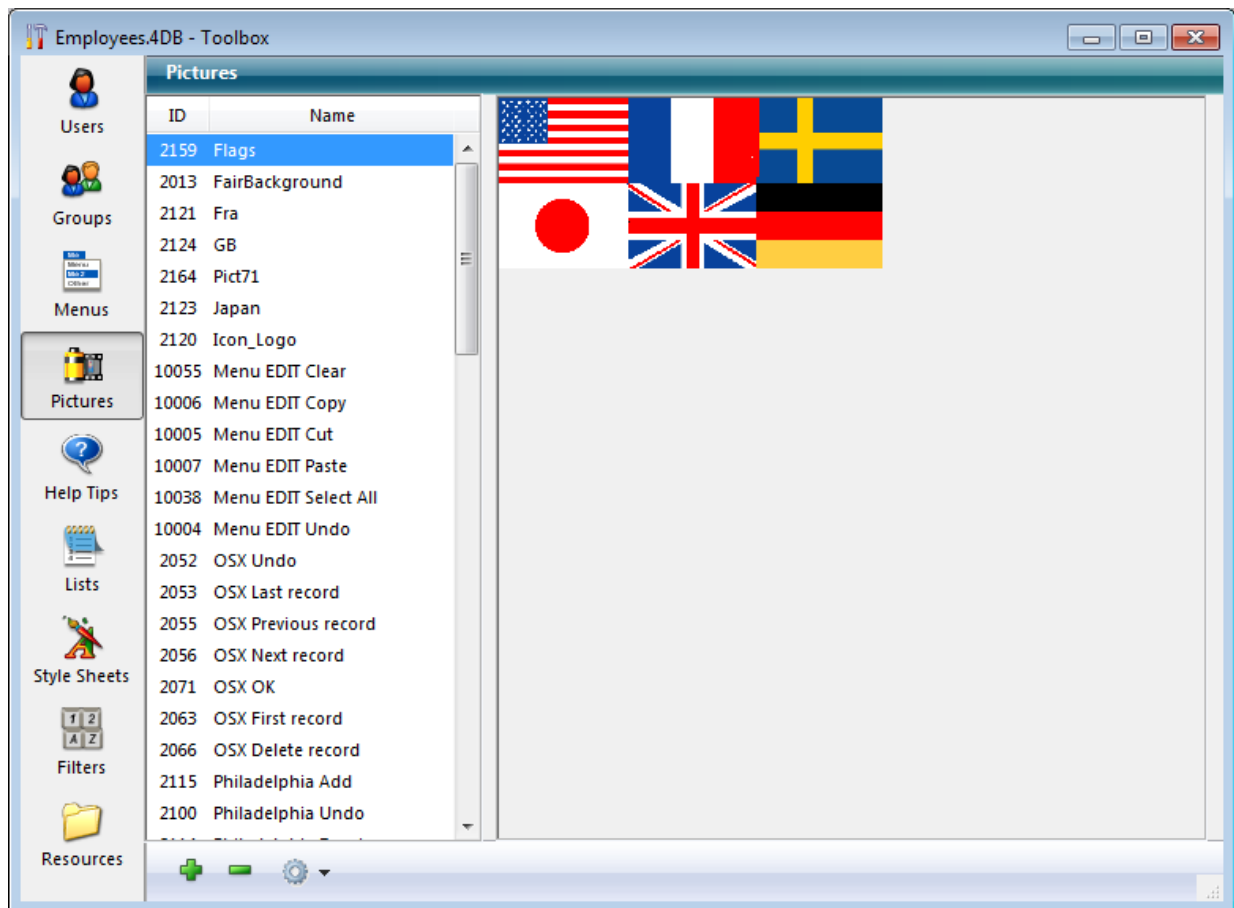 Employees.4DB - Toolbox
Users
Groups
Menus
Pictures
Help Tips
Lists
Style Sheets
1 2
A Z
Filters
Resources
Pictures
ID Name
2159 Flags
2013 FairBackground
2121 Fra
2124 GB
2164 Pict71
2123 Japan
2120 Icon_Logo
10055 Menu EDIT Clear
10006 Menu EDIT Copy
10005 Menu EDIT Cut
10007 Menu EDIT Paste
10038 Menu EDIT Select All
10004 Menu EDIT Undo
2052 OSX Undo
2053 OSX Last record
2055 OSX Previous record
2056 OSX Next record
2071 OSX OK
2063 OSX First record
2066 OSX Delete record
2115 Philadelphia Add
2100 Philadelphia Undo